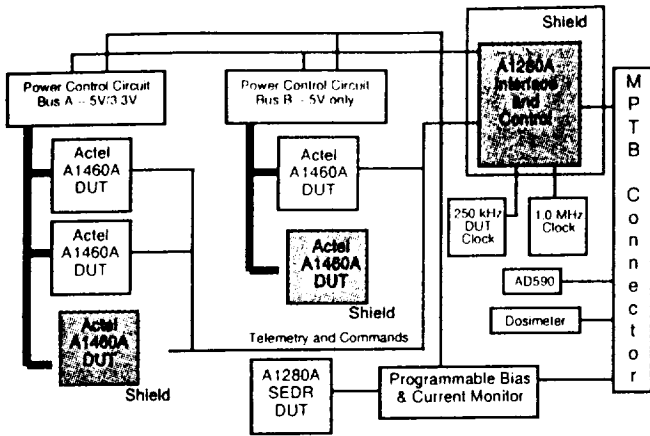 Shield
Power Control Circuit
Bus A -- 5V/3.3V
Power Control Circuit
Bus B -- 5V only
A1280A
Interface
and
Control
MPTB Connector
Actel
A1460A
DUT
Actel
A1460A
DUT
Actel
A1460A
DUT
Actel
A1460A
DUT
Shield
Actel
A1460A
DUT
Shield
250 kHz
DUT
Clock
1.0 MHz
Clock
AD590
Dosimeter
Telemetry and Commands
A1280A
SEDR
DUT
Programmable Bias
& Current Monitor